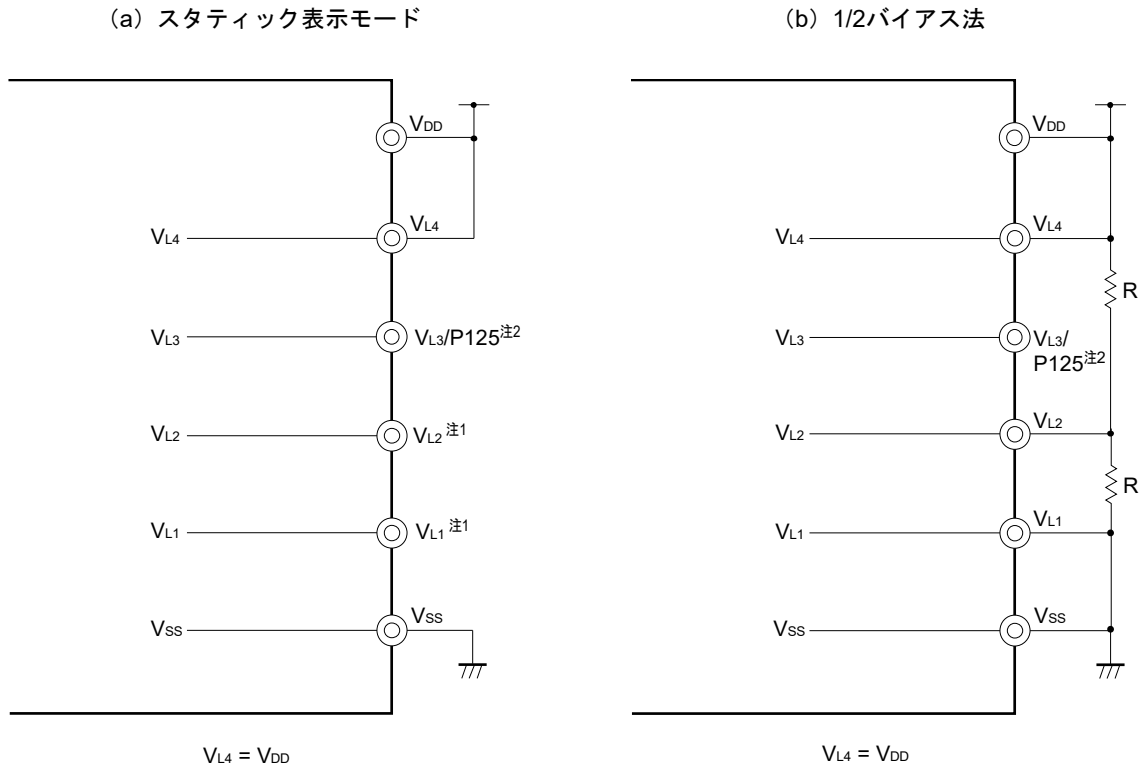 (a) スタティック表示モード
VDD
VL4
VL4
VL3
VL3/P125注2
VL2
VL2 注1
VL1
VL1 注1
VSS
VSS
VL4 = VDD
(b) 1/2バイアス法
VDD
VL4
VL4
R
VL3
VL3/
P125注2
VL2
VL2
R
VL1
VL1
VSS
VSS
VL4 = VDD